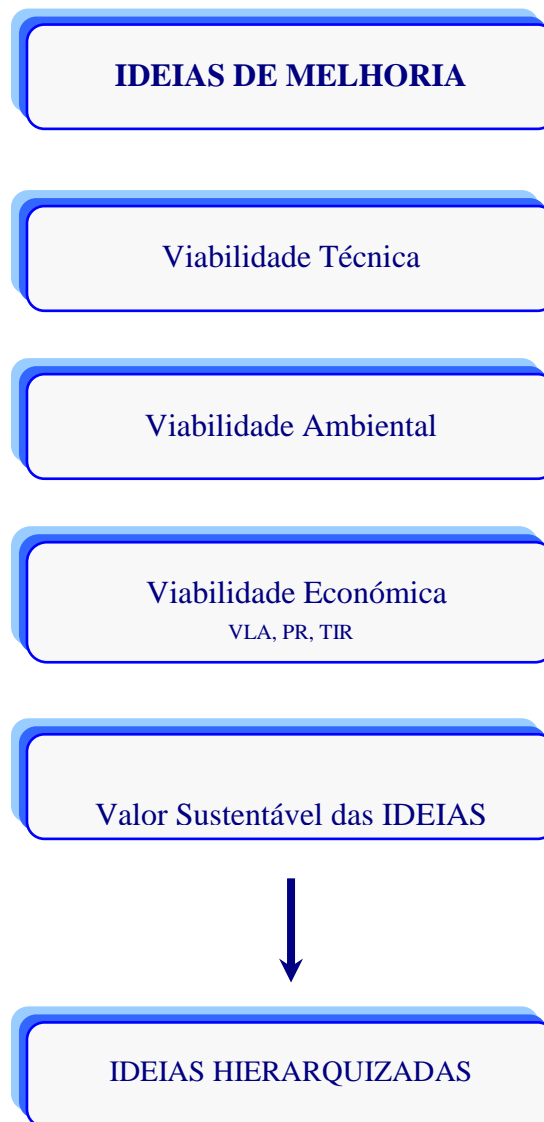 IDEIAS DE MELHORIA
Viabilidade Técnica
Viabilidade Ambiental
Viabilidade Económica
VLA, PR, TIR
Valor Sustentável das IDEIAS
IDEIAS HIERARQUIZADAS